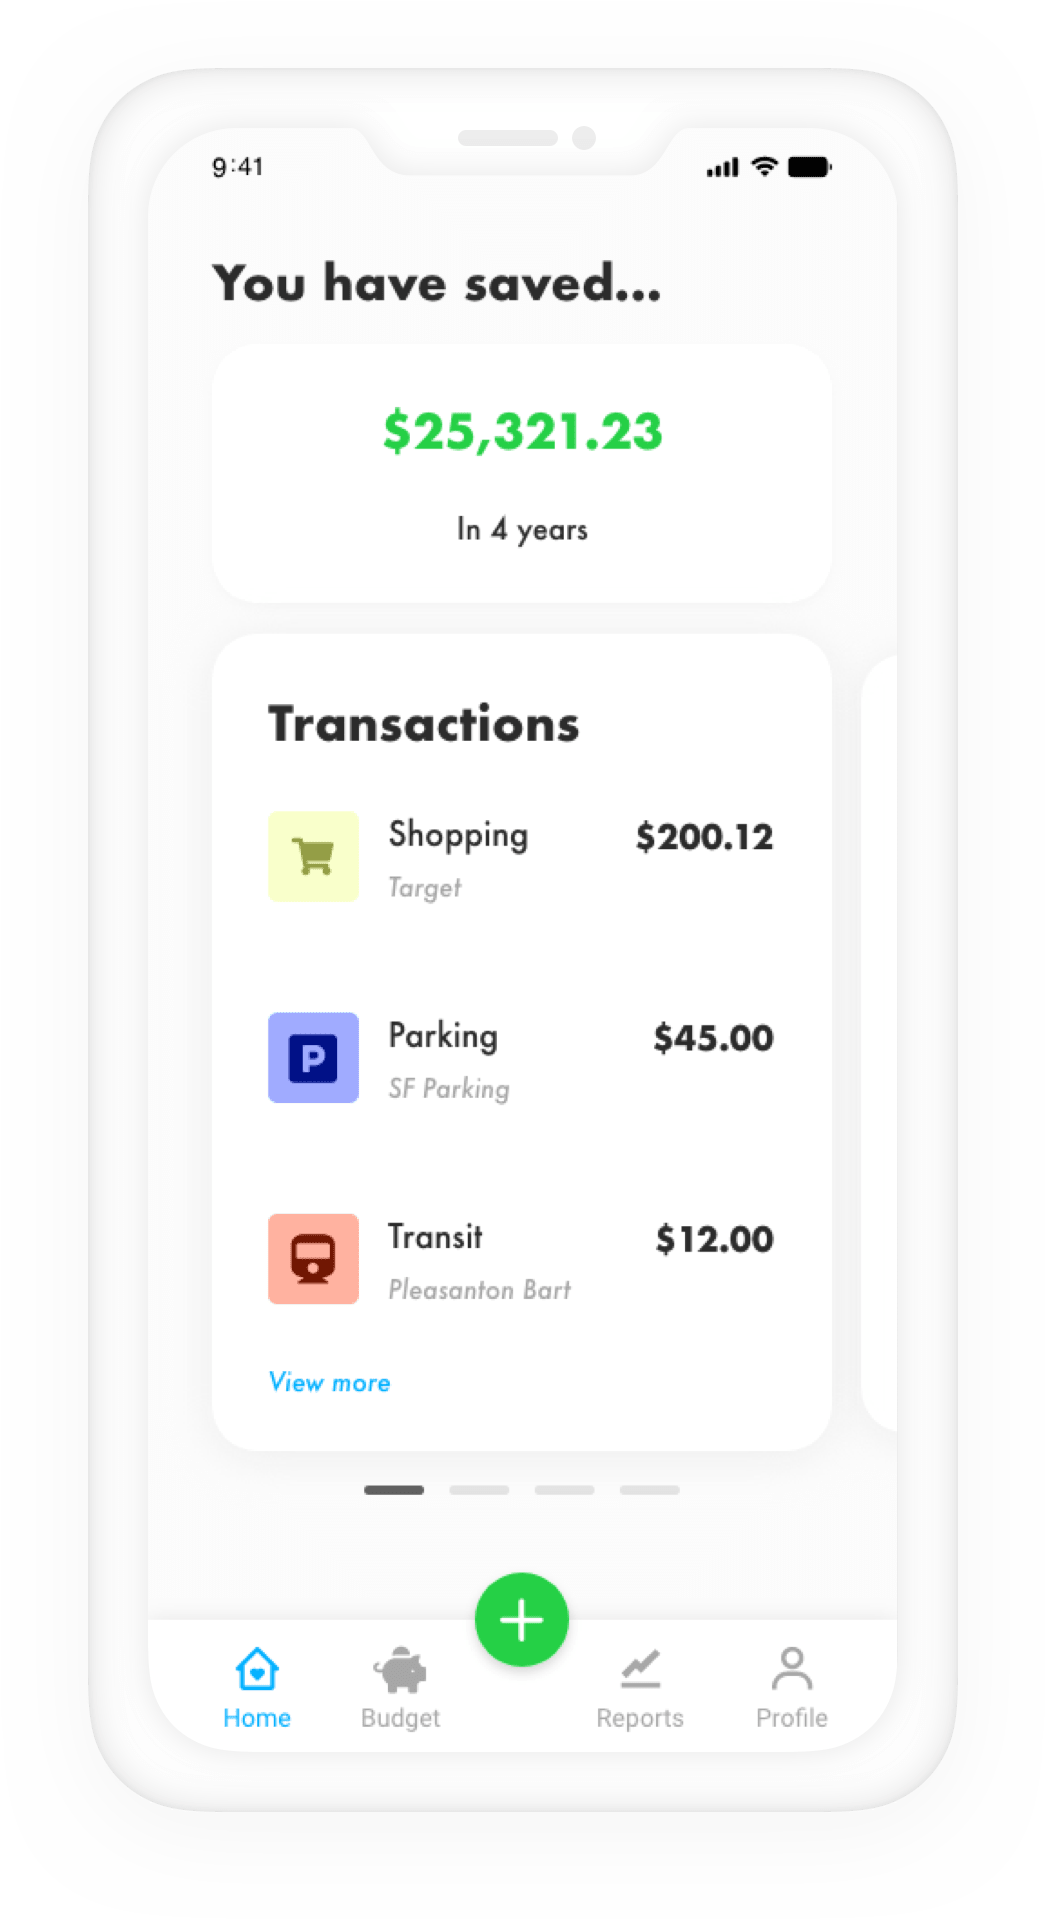 9:41
You have saved...
$25,321.23
In 4 years
Transactions
Shopping
$200.12
Target
P
Parking
$45.00
SF Parking
Transit
$12.00
Pleasanton Bart
View more
Home
Budget
Reports
Profile